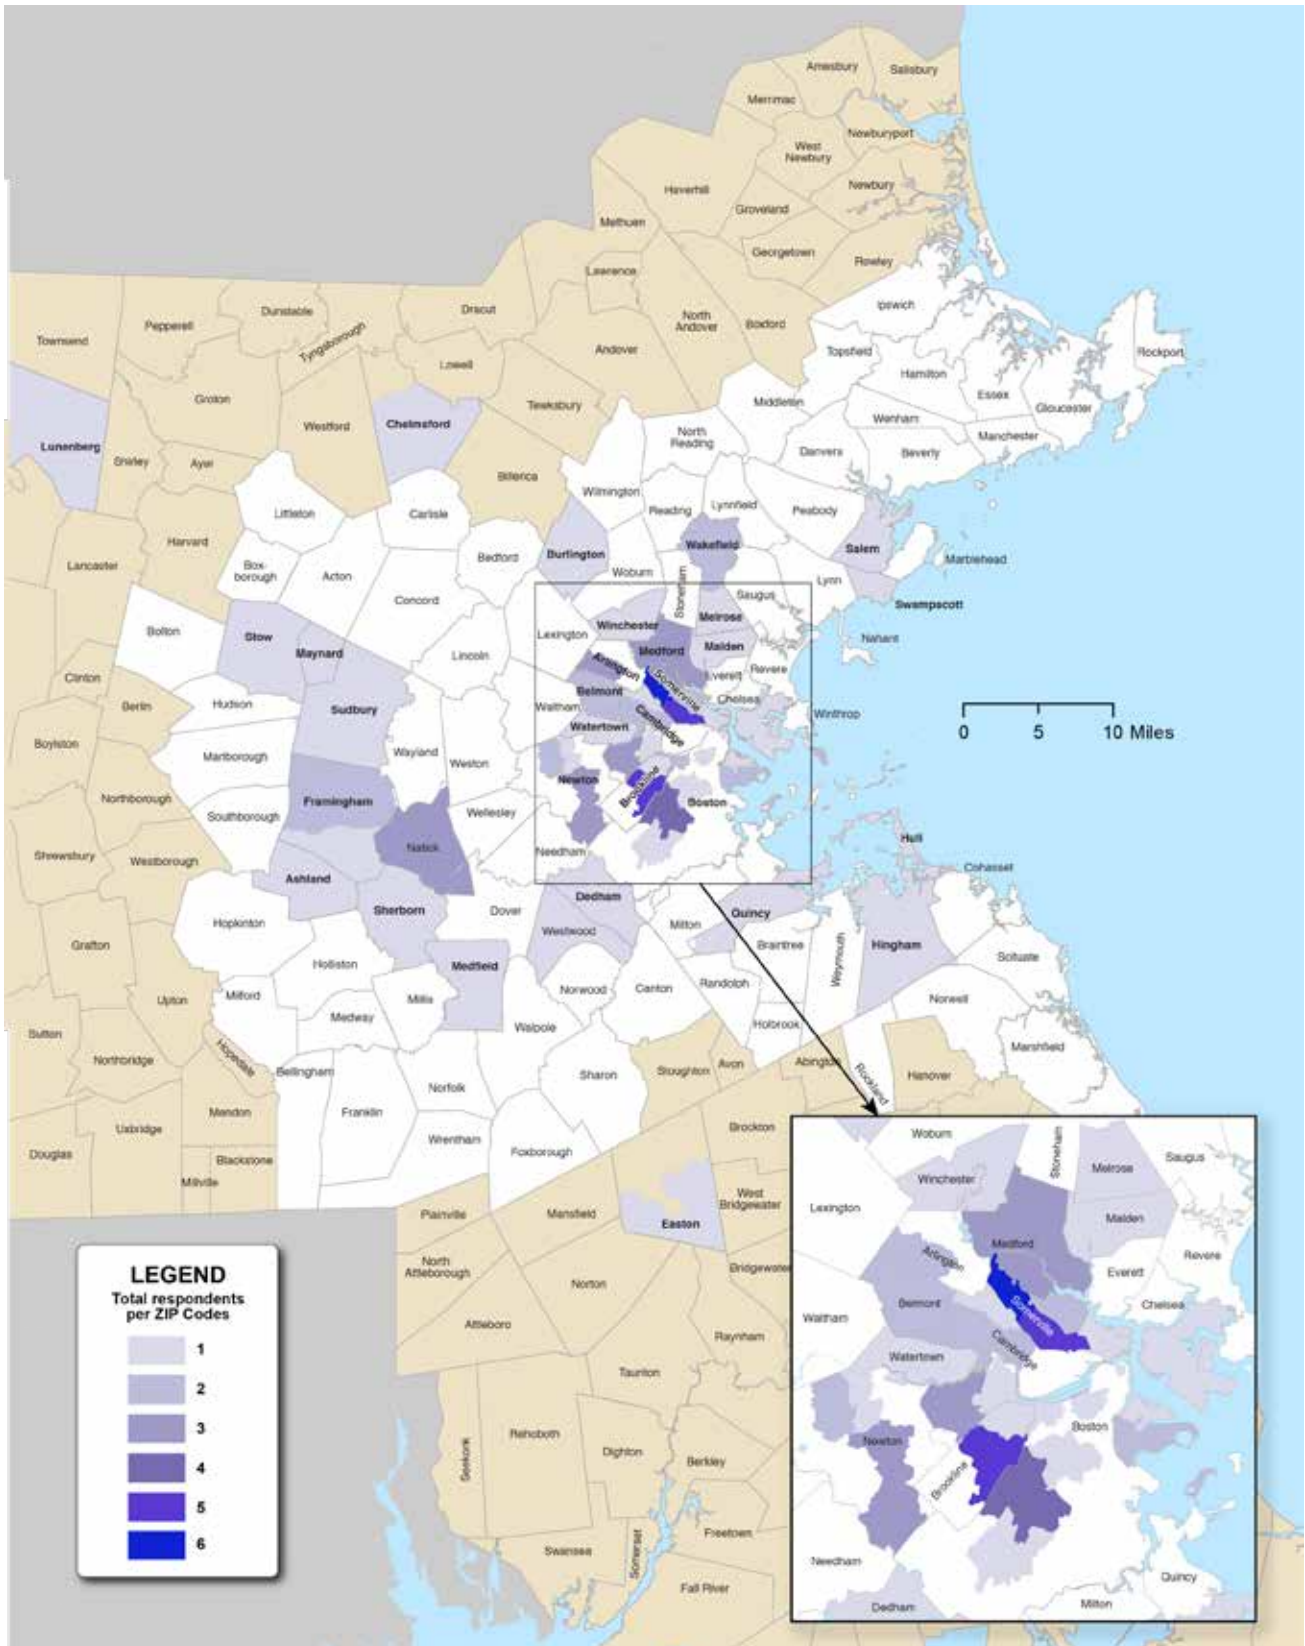 Amesbury
Salisbury
Merrimac
Newburyport
West
Newbury
Newbury
Haverhill
Groveland
Methuen
Georgetown
Rowley
Lawrence
Ipswich
Dunstable
Dracut
North
Andover
Boxford
Pepperell
Townsend
Tyngsborough
Andover
Topsfield
Rockport
Lowell
Hamilton
Essex
Groton
Tewksbury
Middleton
Gloucester
Westford
Chelmsford
Wenham
North
Reading
Manchester
Lunenberg
Danvers
Beverly
Shirley
Ayer
Billerica
Wilmington
Reading
Lynnfield
Peabody
Littleton
Carlisle
Harvard
Wakefield
Salem
Burlington
Bedford
Marblehead
Lancaster
Box-
borough
Acton
Woburn
Stoneham
Lynn
Concord
Saugus
Swampscott
Bolton
Stow
Winchester
Melrose
Lexington
Nahant
Maynard
Medford
Malden
Lincoln
Arlington
Revere
Clinton
Everett
Belmont
Somerville
Chelsea
Hudson
Berlin
Sudbury
Waltham
Winthrop
Watertown
Cambridge
0 5 10 Miles
Boylston
Marlborough
Wayland
Weston
Newton
Brookline
Northborough
Framingham
Boston
Southborough
Wellesley
Hull
Shrewsbury
Westborough
Natick
Needham
Cohasset
Ashland
Dedham
Sherborn
Dover
Quincy
Hopkinton
Westwood
Milton
Grafton
Braintree
Hingham
Weymouth
Scituate
Holliston
Medfield
Upton
Milford
Millis
Norwood
Canton
Randolph
Norwell
Medway
Walpole
Holbrook
Sutton
Northbridge
Hopedale
Bellingham
Marshfield
Sharon
Stoughton
Avon
Abington
Rockland
Hanover
Norfolk
Mendon
Franklin
Uxbridge
Wrentham
Brockton
Douglas
Blackstone
Foxborough
Millville
West
Bridgewater
Plainville
Mansfield
Easton
North
Attleborough
Norton
Bridgewater
Attleboro
Raynham
Taunton
Seekonk
Rehoboth
Dighton
Berkley
Freetown
Swansea
Somerset
Fall River
LEGEND
Total respondents
per ZIP Codes
1
2
3
4
5
6
Woburn
Stoneham
Saugus
Winchester
Melrose
Lexington
Malden
Medford
Revere
Arlington
Everett
Belmont
Somerville
Chelsea
Waltham
Cambridge
Watertown
Boston
Newton
Brookline
Needham
Quincy
Dedham
Milton